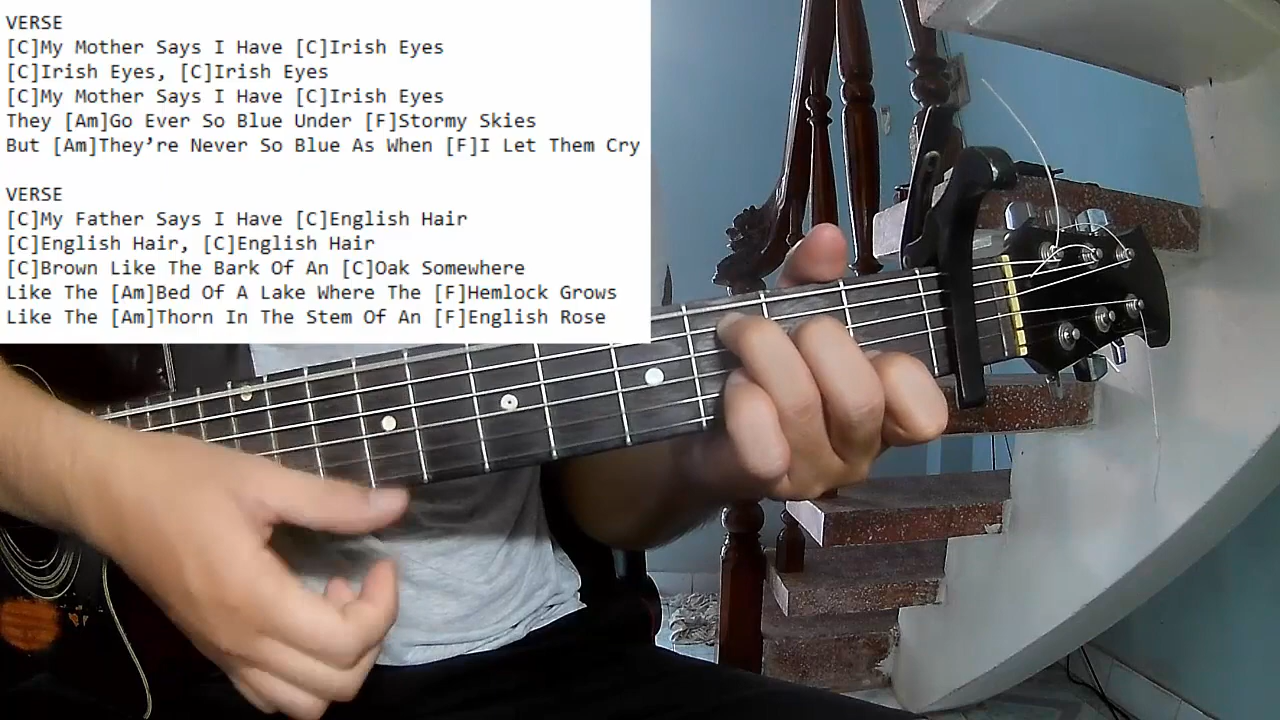 VERSE
[C]My Mother Says I Have [C]Irish Eyes
[C]Irish Eyes, [C]Irish Eyes
[C]My Mother Says I Have [C]Irish Eyes
They [Am]Go Ever So Blue Under [F]Stormy Skies
But [Am]They’re Never So Blue As When [F]I Let Them Cry
VERSE
[C]My Father Says I Have [C]English Hair
[C]English Hair, [C]English Hair
[C]Brown Like The Bark Of An [C]Oak Somewhere
Like The [Am]Bed Of A Lake Where The [F]Hemlock Grows
Like The [Am]Thorn In The Stem Of An [F]English Rose